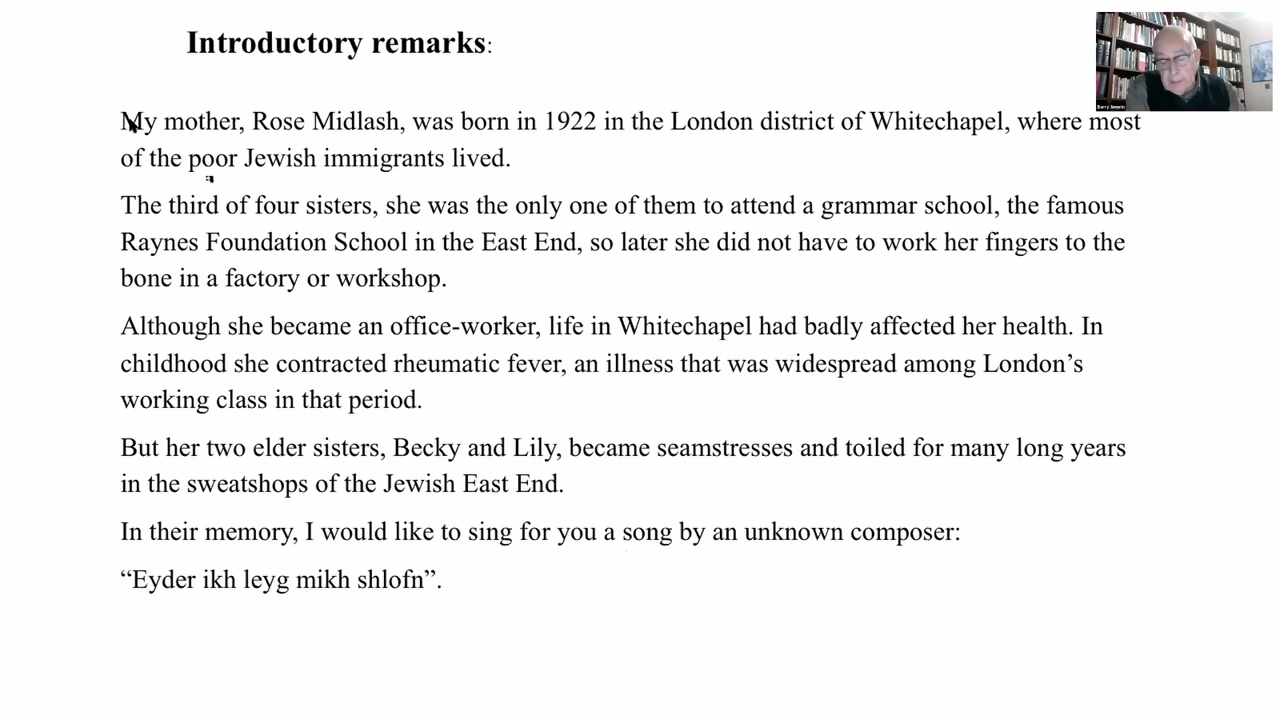 Introductory remarks:
Barry Smerin
My mother, Rose Midlash, was born in 1922 in the London district of Whitechapel, where most
of the poor Jewish immigrants lived.
The third of four sisters, she was the only one of them to attend a grammar school, the famous
Raynes Foundation School in the East End, so later she did not have to work her fingers to the
bone in a factory or workshop.
Although she became an office-worker, life in Whitechapel had badly affected her health. In
childhood she contracted rheumatic fever, an illness that was widespread among London’s
working class in that period.
But her two elder sisters, Becky and Lily, became seamstresses and toiled for many long years
in the sweatshops of the Jewish East End.
In their memory, I would like to sing for you a song by an unknown composer:
“Eyder ikh leyg mikh shlofn”.